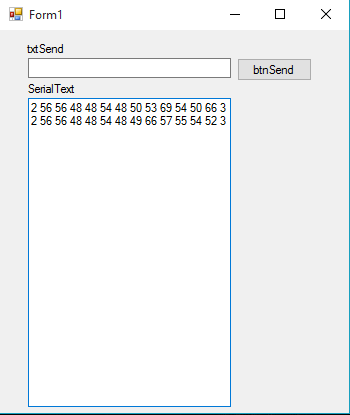 Form1
txtSend
btnSend
SerialText
2 56 56 48 48 54 48 50 53 69 54 50 66 3
2 56 56 48 48 54 48 49 66 57 55 54 52 3